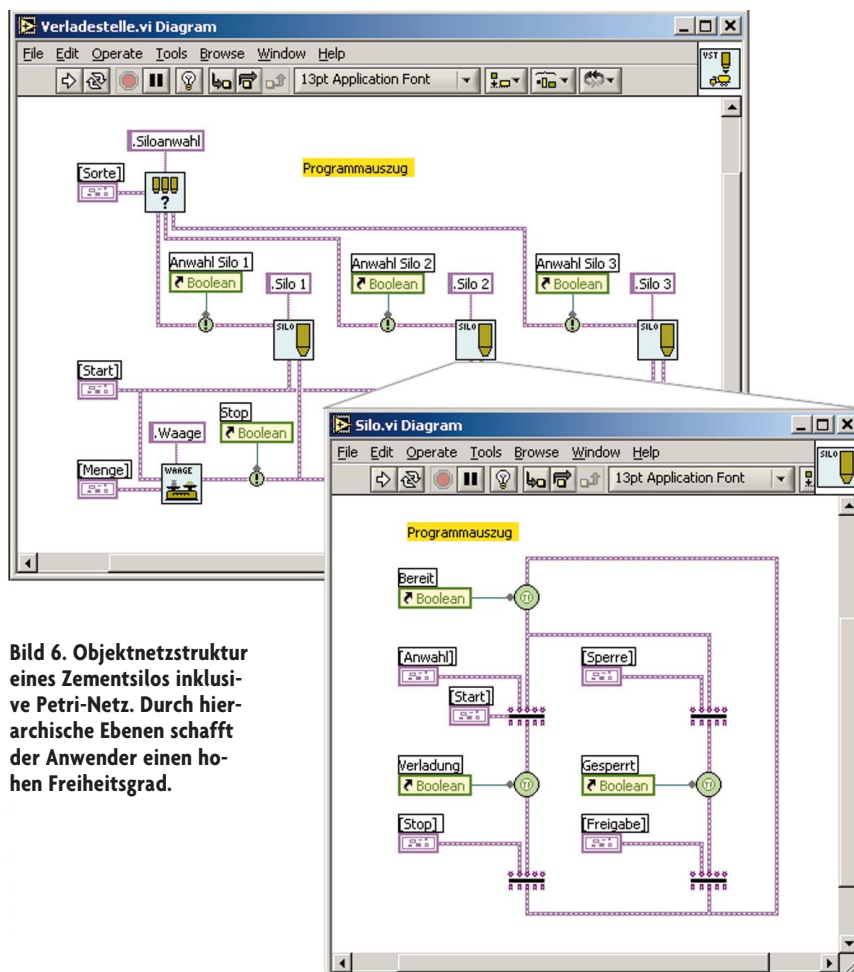 Verladestelle.vi Diagram
File Edit Operate Tools Browse Window Help
13pt Application Font
VST
.Siloanwahl
Programmauszug
[Sorte]
?
Anwahl Silo 1
Boolean
.Silo 1
Anwahl Silo 2
Boolean
.Silo 2
Anwahl Silo 3
Boolean
.Silo 3
SILO
SILO
SILO
[Start]
Stop
Boolean
.Waage
[Menge]
WAAGE
Silo.vi Diagram
File Edit Operate Tools Browse Window Help
13pt Application Font
SILO
Programmauszug
Bereit
Boolean
TF
[Anwahl]
[Sperre]
[Start]
Verladung
Boolean
TF
Gesperrt
Boolean
TF
[Stop]
[Freigabe]
Bild 6. Objektnetzstruktur
eines Zementsilos inklusi-
ve Petri-Netz. Durch hier-
archische Ebenen schafft
der Anwender einen ho-
hen Freiheitsgrad.